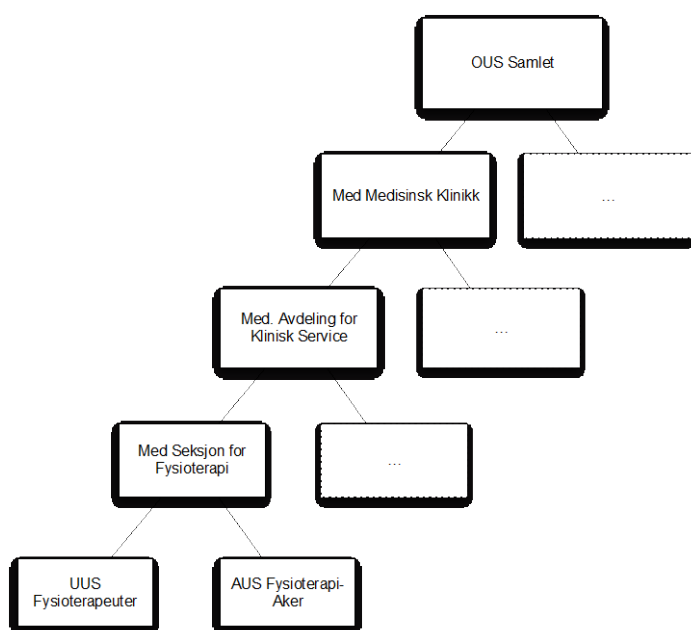 OUS Samlet
Med Medisinsk Klinikk
...
Med. Avdeling for
Klinisk Service
...
Med Seksjon for
Fysioterapi
...
UUS
Fysioterapeuter
AUS Fysioterapi-
Aker